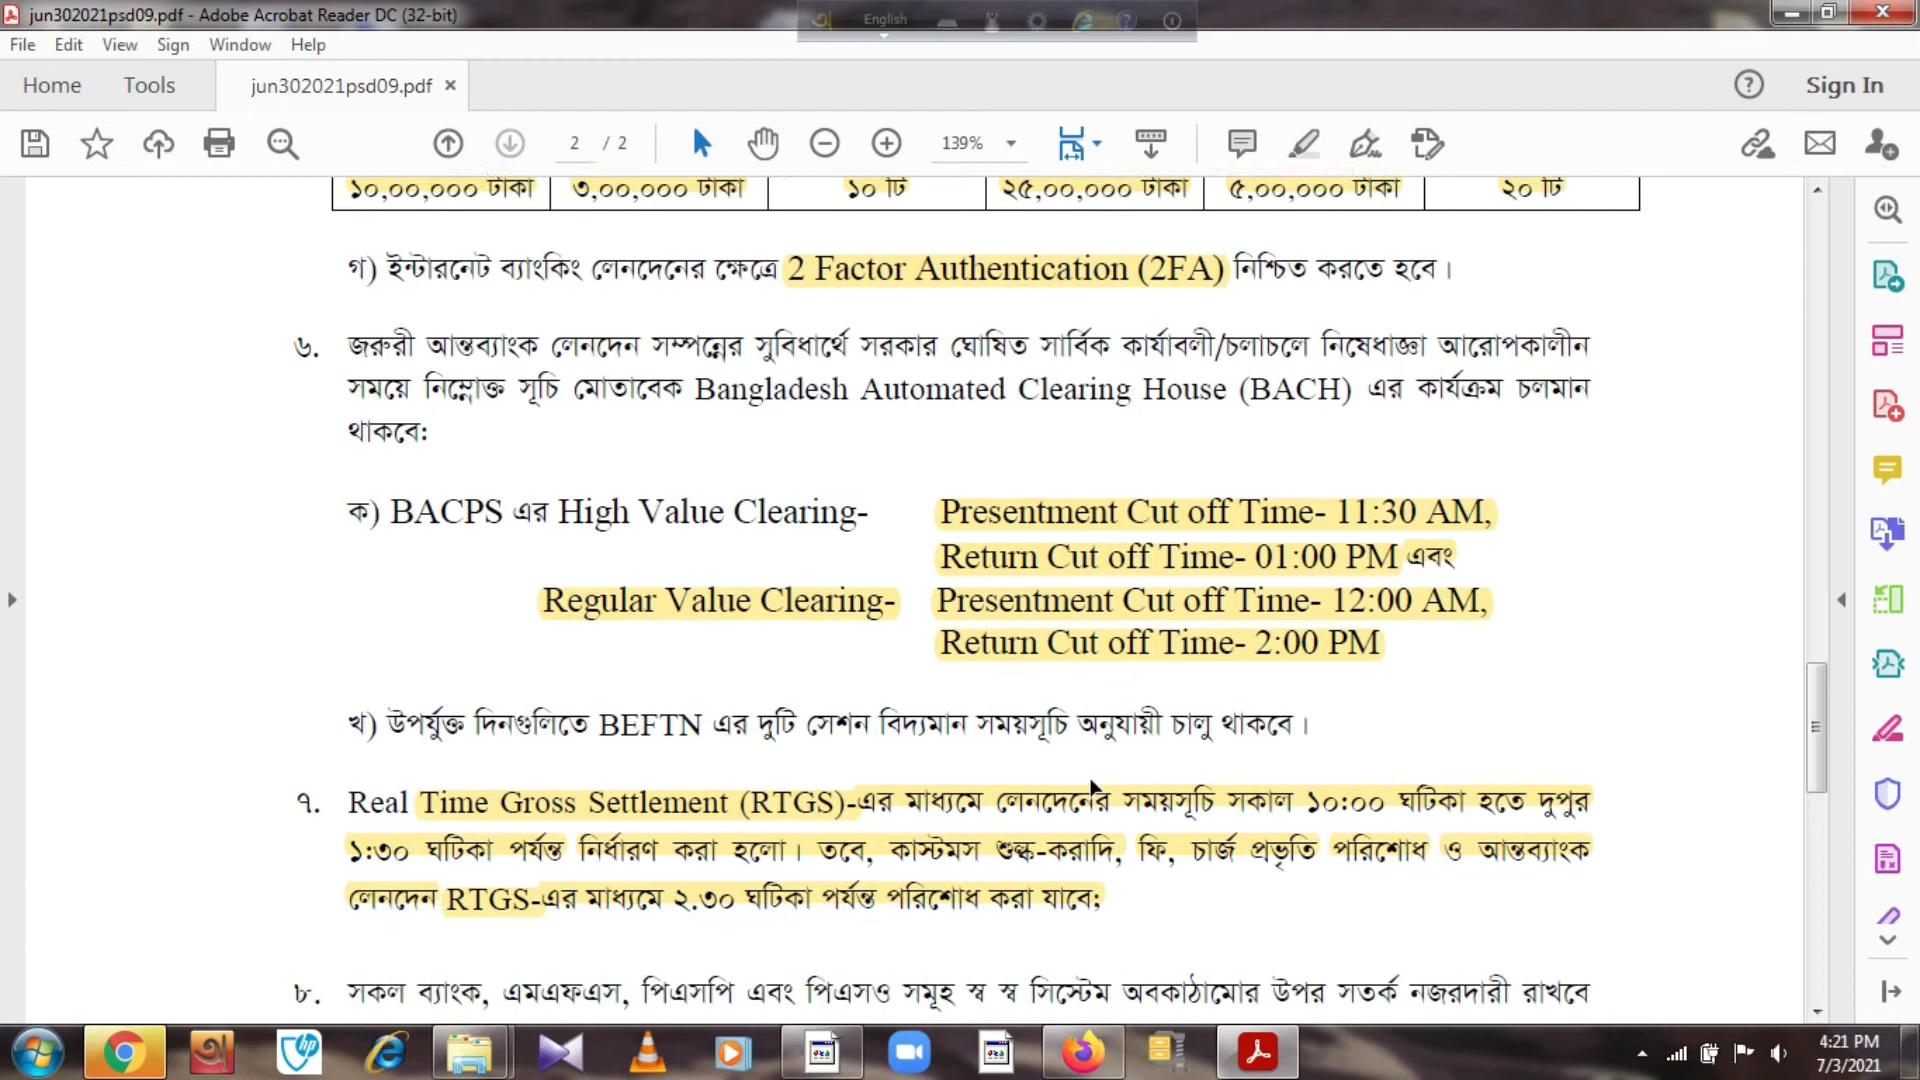 jun302021psd09.pdf - Adobe Acrobat Reader DC (32-bit)
English
File Edit View Sign Window Help
Home Tools jun302021psd09.pdf Sign In
2 / 2 139%
১০,০০,০০০ টাকা ৩,০০,০০০ টাকা ১০ টি ২৫,০০,০০০ টাকা ৫,০০,০০০ টাকা ২০ টি
গ) ইন্টারনেট ব্যাংকিং লেনদেনের ক্ষেত্রে 2 Factor Authentication (2FA) নিশ্চিত করতে হবে।
৬. জরুরী আন্তব্যাংক লেনদেন সম্পন্নের সুবিধার্থে সরকার ঘোষিত সার্বিক কার্যাবলী/চলাচলে নিষেধাজ্ঞা আরোপকালীন
সময়ে নিম্নোক্ত সূচি মোতাবেক Bangladesh Automated Clearing House (BACH) এর কার্যক্রম চলমান
থাকবে:
ক) BACPS এর High Value Clearing- Presentment Cut off Time- 11:30 AM,
Return Cut off Time- 01:00 PM এবং
Regular Value Clearing- Presentment Cut off Time- 12:00 AM,
Return Cut off Time- 2:00 PM
খ) উপর্যুক্ত দিনগুলিতে BEFTN এর দুটি সেশন বিদ্যমান সময়সূচি অনুযায়ী চালু থাকবে।
৭. Real Time Gross Settlement (RTGS)-এর মাধ্যমে লেনদেনের সময়সূচি সকাল ১০:০০ ঘটিকা হতে দুপুর
১:৩০ ঘটিকা পর্যন্ত নির্ধারণ করা হলো। তবে, কাস্টমস শুল্ক-করাদি, ফি, চার্জ প্রভৃতি পরিশোধ ও আন্তব্যাংক
লেনদেন RTGS-এর মাধ্যমে ২.৩০ ঘটিকা পর্যন্ত পরিশোধ করা যাবে;
৮. সকল ব্যাংক, এমএফএস, পিএসপি এবং পিএসও সমূহ স্ব স্ব সিস্টেম অবকাঠামোর উপর সতর্ক নজরদারী রাখবে
4:21 PM
7/3/2021